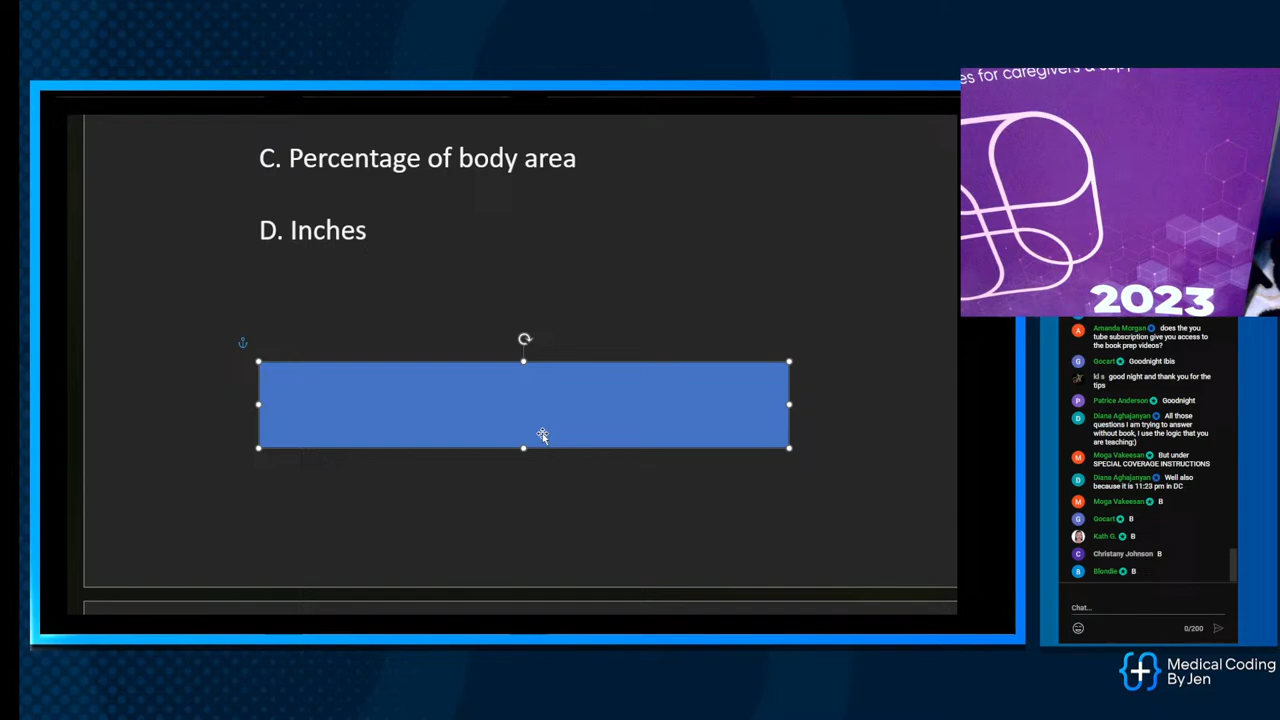 C. Percentage of body area
D. Inches
es for caregivers &
2023
Amanda Morgan does the you
tube subscription give you access to
the book prep videos?
Gocart Goodnight Ibis
kl s good night and thank you for the
tips
Patrice Anderson Goodnight
Diana Aghajanyan All those
questions I am trying to answer
without book, I use the logic that you
are teaching:)
Moga Vakeesan But under
SPECIAL COVERAGE INSTRUCTIONS
Diana Aghajanyan Well also
because it is 11:23 pm in DC
Moga Vakeesan B
Gocart B
Kath G. B
Christany Johnson B
Blondie B
Chat...
0/200
Medical Coding
By Jen